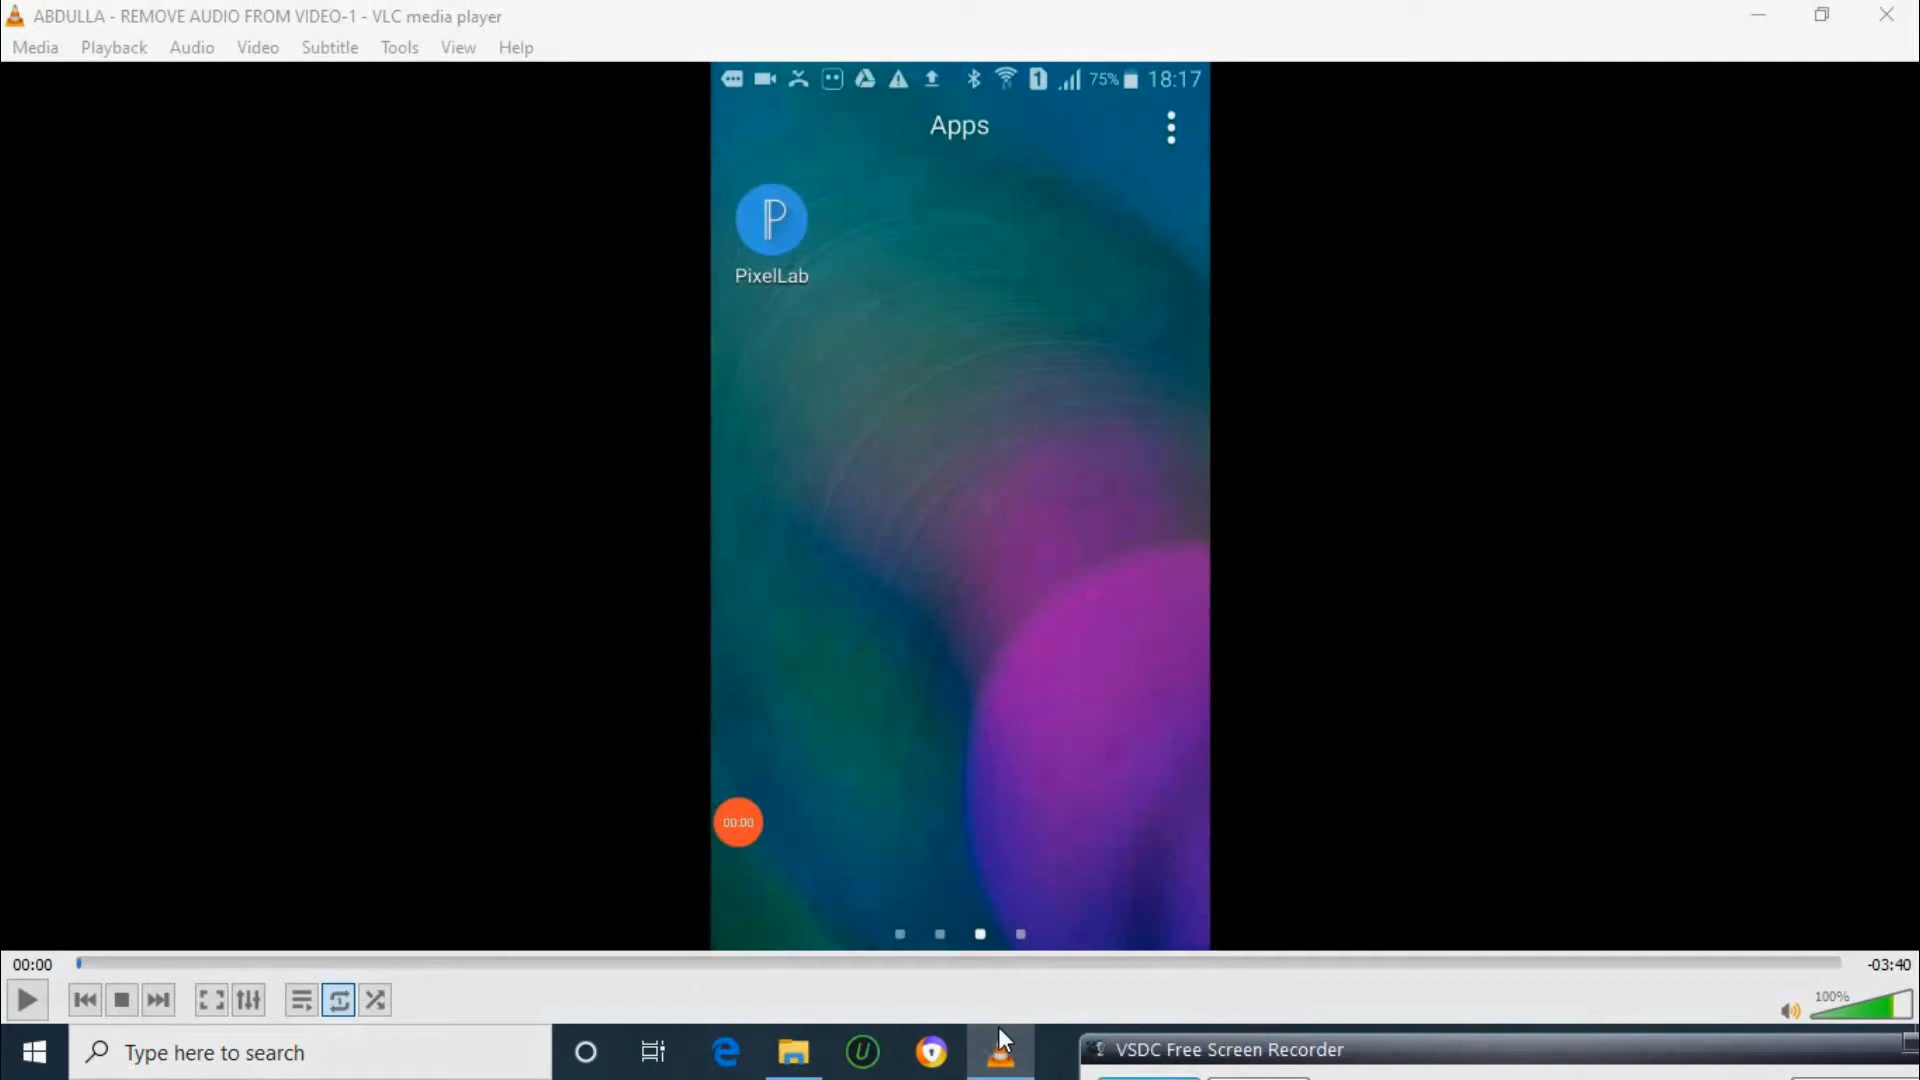 ABDULLA - REMOVE AUDIO FROM VIDEO-1 - VLC media player
Media Playback Audio Video Subtitle Tools View Help
1 75% 18:17
Apps
P
PixelLab
00:00
00:00 -03:40
100%
Type here to search
U
VSDC Free Screen Recorder